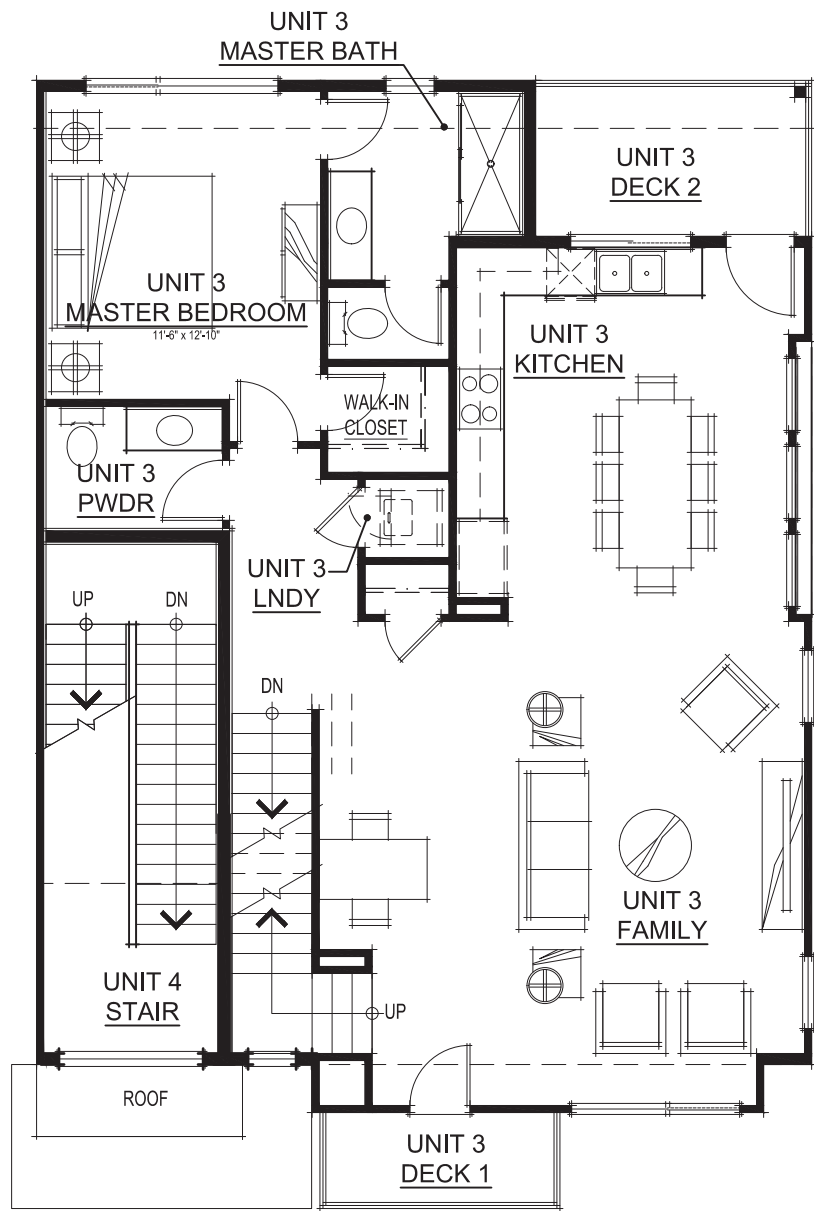 UNIT 3
MASTER BATH
UNIT 3
DECK 2
UNIT 3
MASTER BEDROOM
11'-6" x 12'-10"
UNIT 3
KITCHEN
WALK-IN
CLOSET
UNIT 3
PWDR
UNIT 3
LNDY
UP
DN
DN
UNIT 3
FAMILY
UNIT 4
STAIR
UP
ROOF
UNIT 3
DECK 1